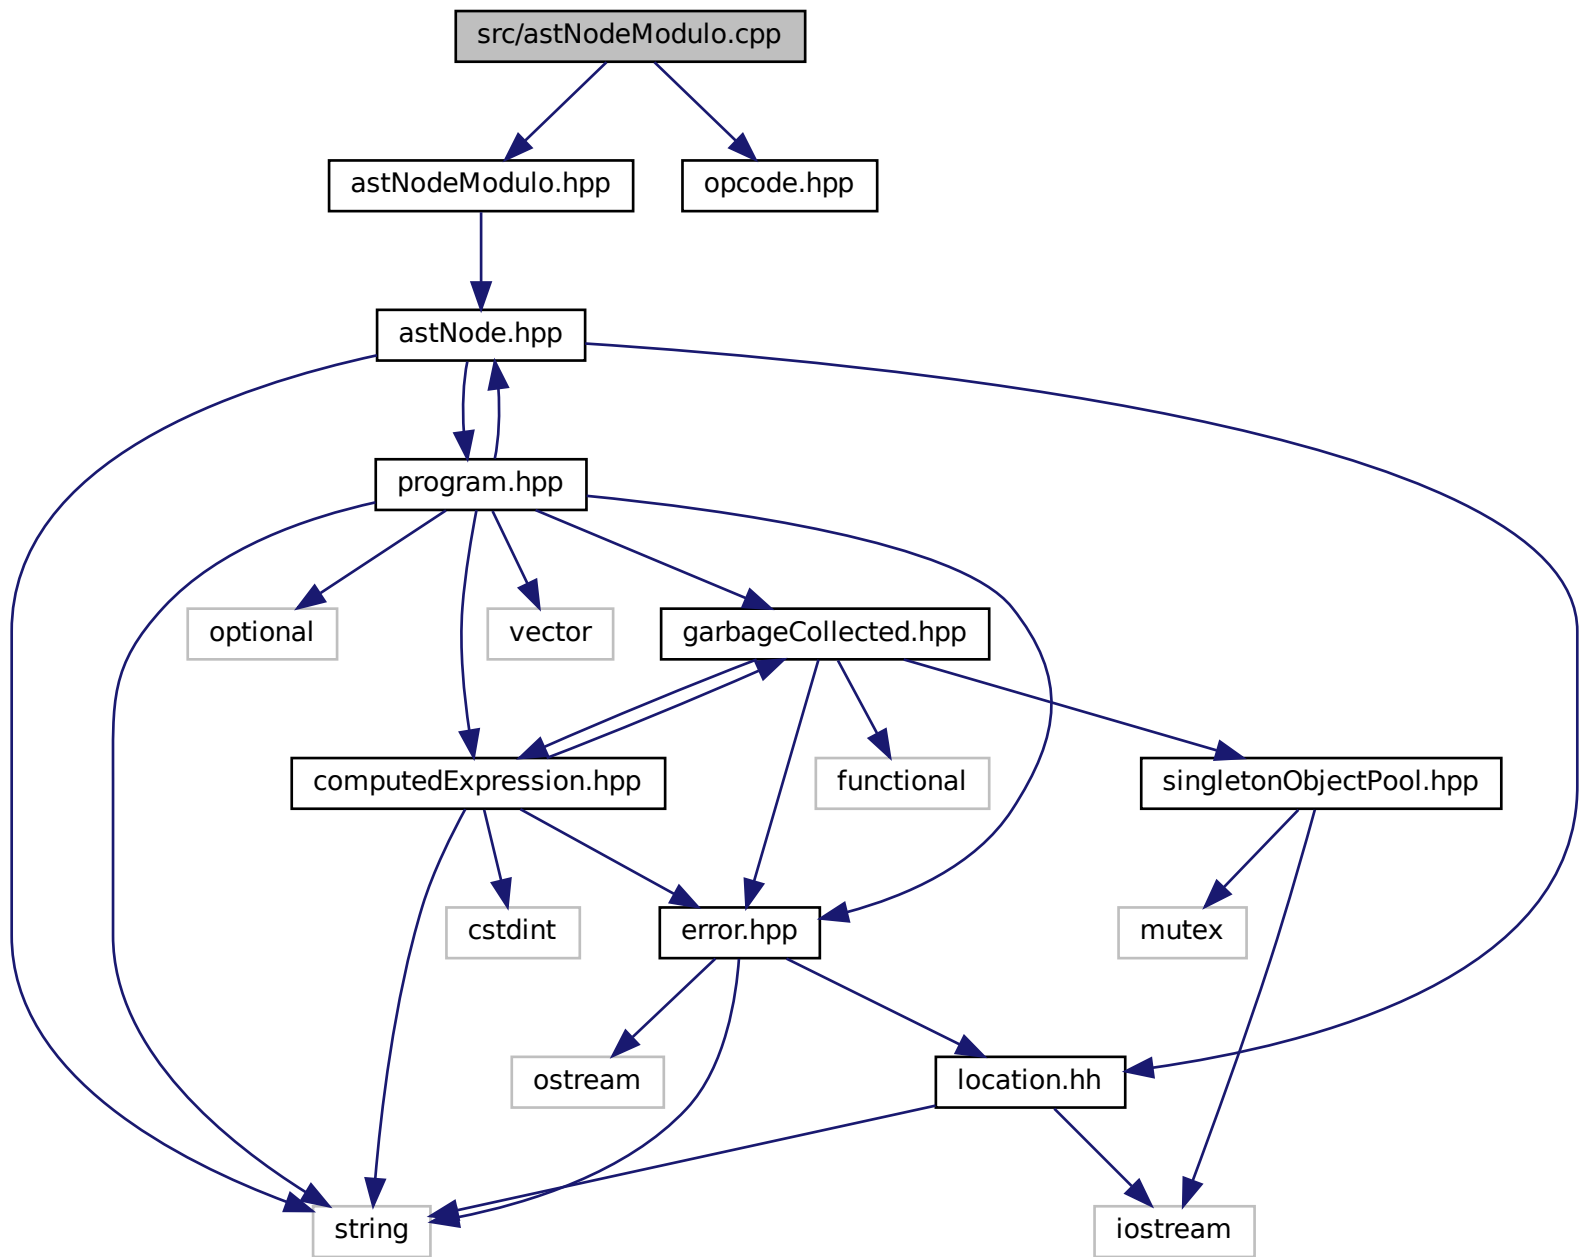 src/astNodeModulo.cpp
astNodeModulo.hpp
opcode.hpp
astNode.hpp
program.hpp
optional
vector
garbageCollected.hpp
computedExpression.hpp
functional
singletonObjectPool.hpp
cstdint
error.hpp
mutex
ostream
location.hh
string
iostream